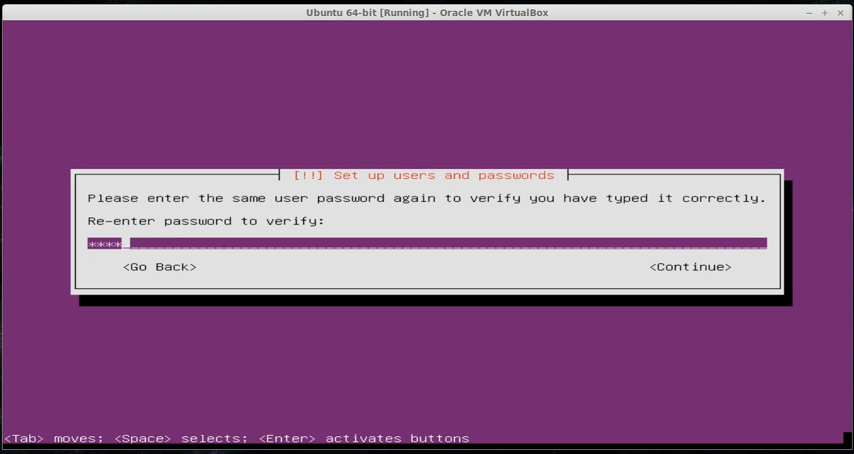 Ubuntu 64-bit [Running] - Oracle VM VirtualBox
[!!] Set up users and passwords
Please enter the same user password again to verify you have typed it correctly.
Re-enter password to verify:
****
<Go Back> <Continue>
<Tab> moves; <Space> selects; <Enter> activates buttons